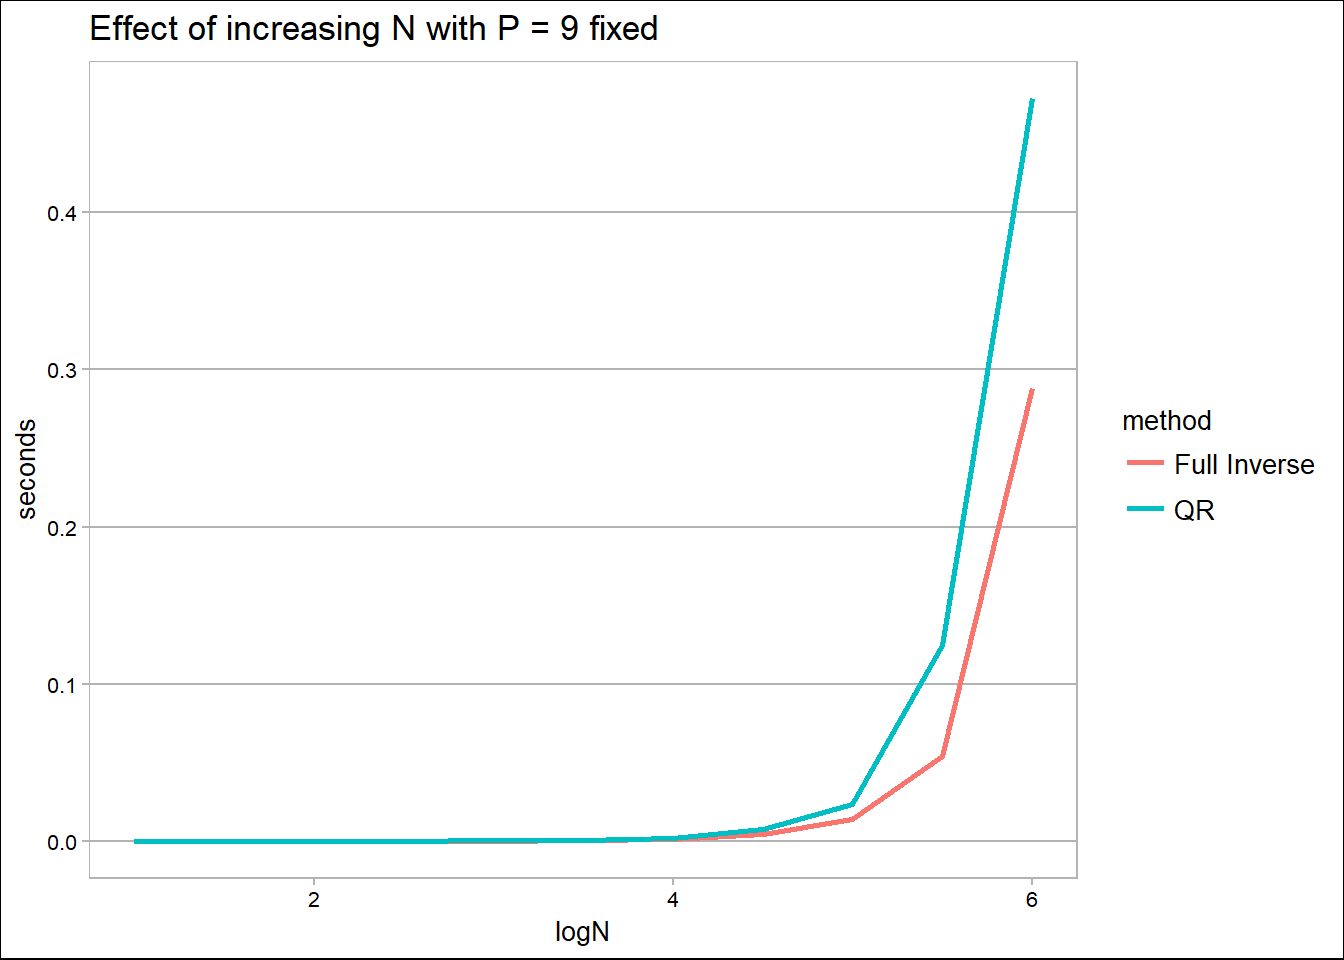 Effect of increasing N with P = 9 fixed
0.4
0.3
0.2
0.1
0.0
seconds
2 4 6
logN
method
Full Inverse
QR